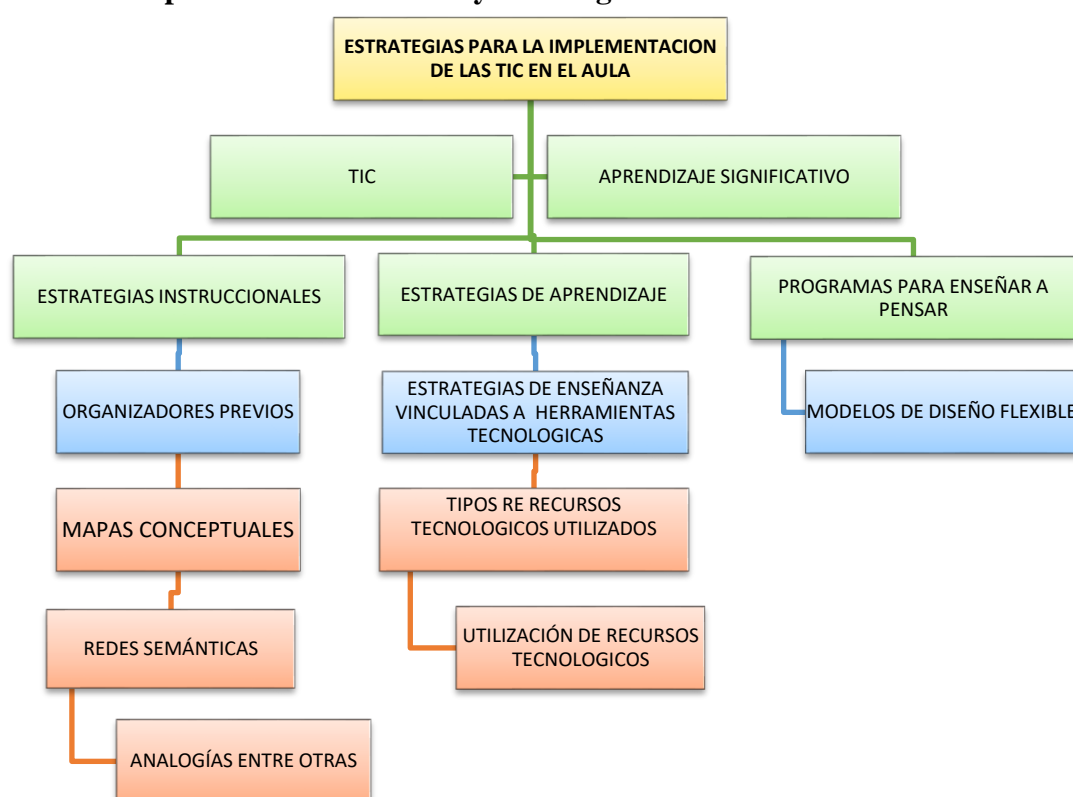 ESTRATEGIAS PARA LA IMPLEMENTACION
DE LAS TIC EN EL AULA
TIC
APRENDIZAJE SIGNIFICATIVO
ESTRATEGIAS INSTRUCCIONALES
ESTRATEGIAS DE APRENDIZAJE
PROGRAMAS PARA ENSEÑAR A
PENSAR
ORGANIZADORES PREVIOS
ESTRATEGIAS DE ENSEÑANZA
VINCULADAS A HERRAMIENTAS
TECNOLOGICAS
MODELOS DE DISEÑO FLEXIBLE
MAPAS CONCEPTUALES
TIPOS RE RECURSOS
TECNOLOGICOS UTILIZADOS
REDES SEMÁNTICAS
UTILIZACIÓN DE RECURSOS
TECNOLOGICOS
ANALOGÍAS ENTRE OTRAS